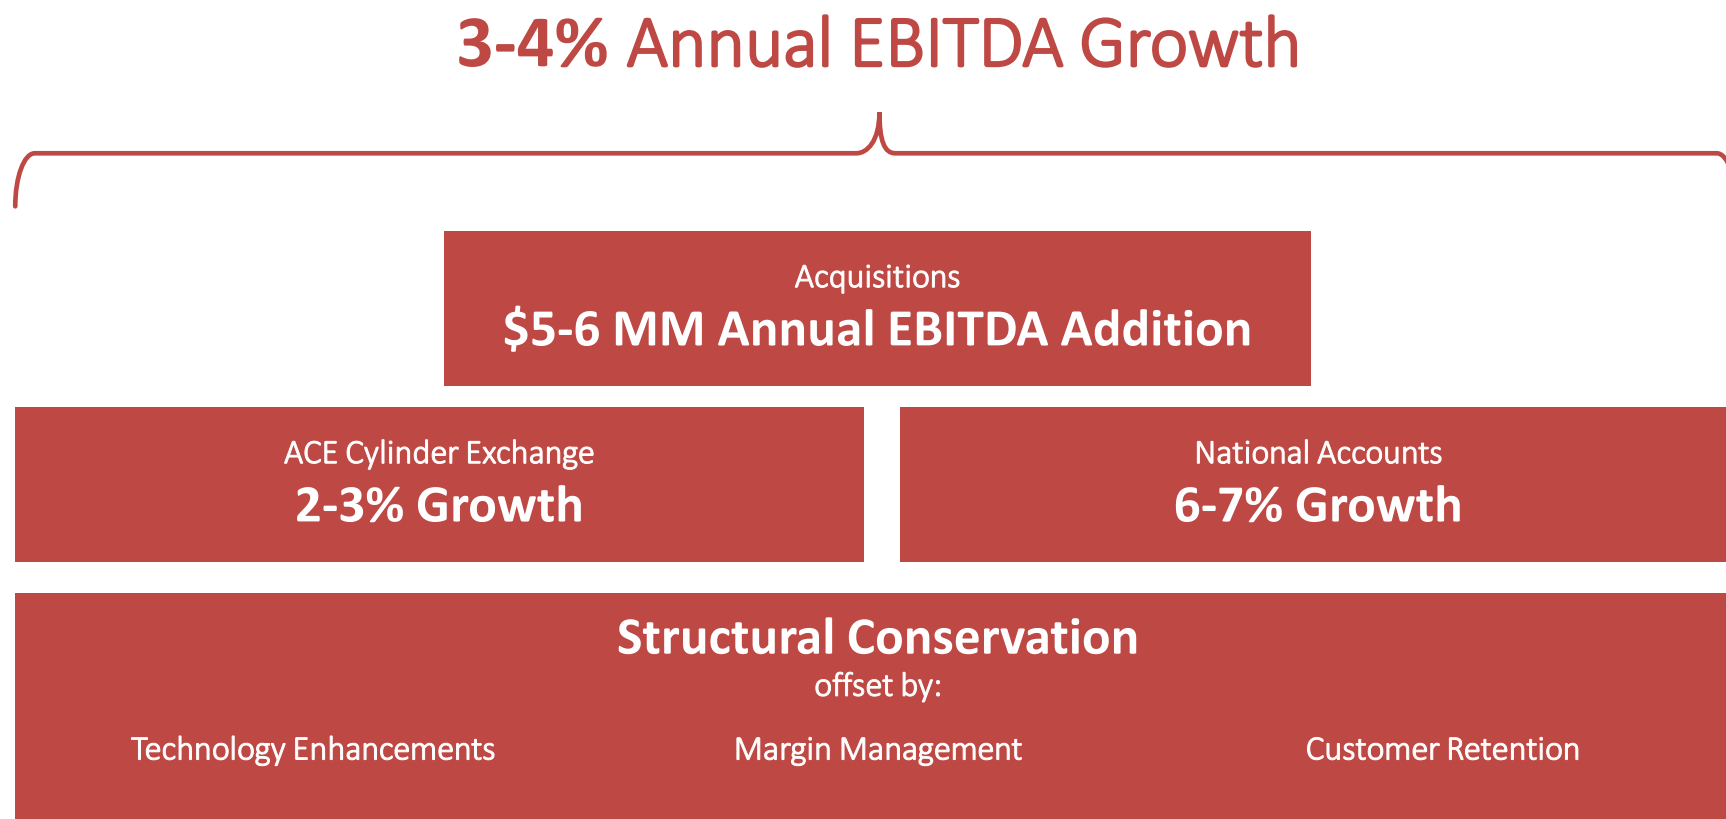 3-4% Annual EBITDA Growth
Acquisitions
$5-6 MM Annual EBITDA Addition
ACE Cylinder Exchange
2-3% Growth
National Accounts
6-7% Growth
Structural Conservation
offset by:
Technology Enhancements
Margin Management
Customer Retention